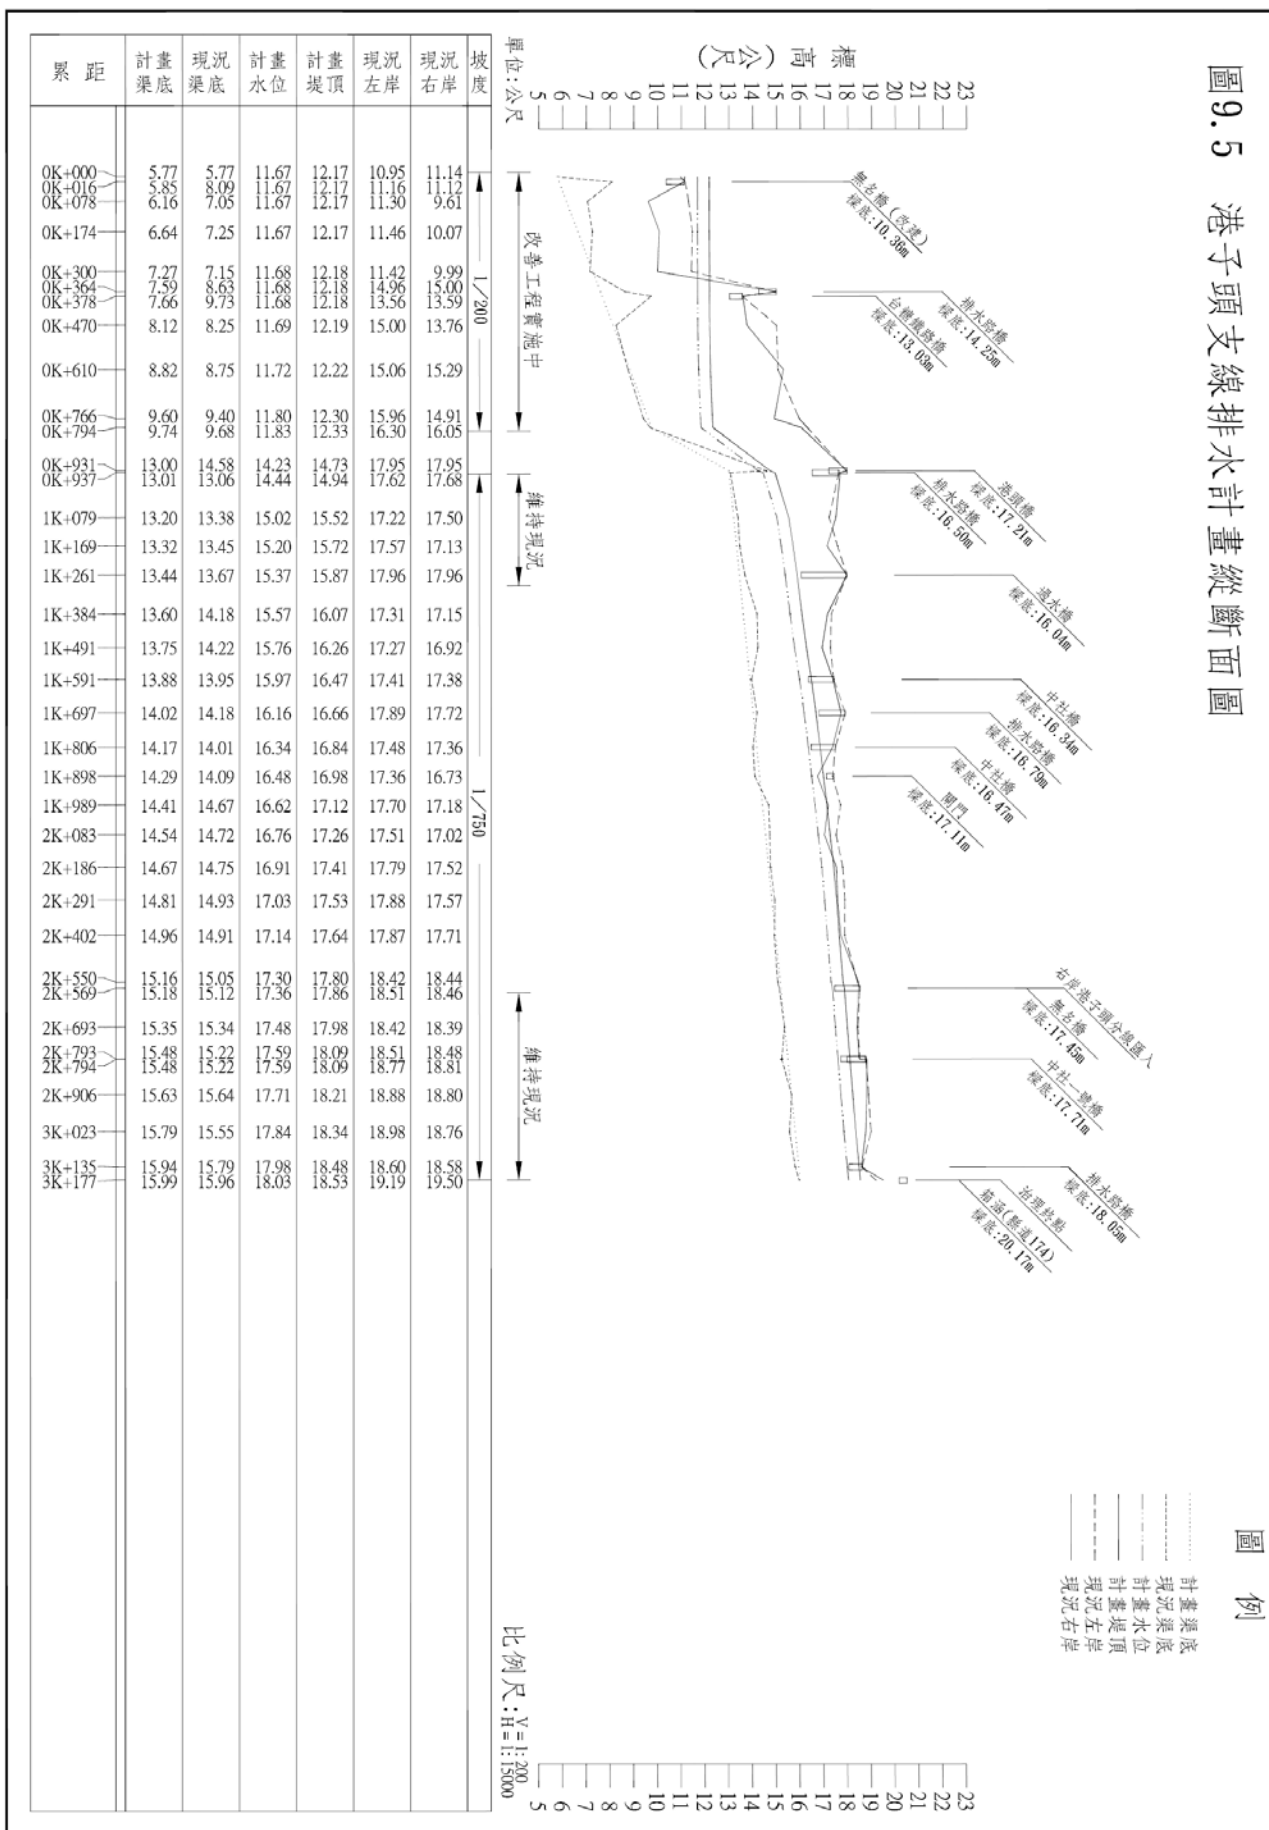 圖9.5 港子頭支線排水計畫縱斷面圖
標高(公尺)
23
22
21
20
19
18
17
16
15
14
13
12
11
10
9
8
7
6
5
單位:公尺
累距 計畫渠底 現況渠底 計畫水位 計畫堤頂 現況左岸 現況右岸 坡度
0K+000 5.77 5.77 11.67 12.17 10.95 11.14
0K+016 5.85 8.09 11.67 12.17 11.16 11.12
0K+078 6.16 7.05 11.67 12.17 11.30 9.61
0K+174 6.64 7.25 11.67 12.17 11.46 10.07
0K+300 7.27 7.15 11.68 12.18 11.42 9.99
0K+364 7.59 8.63 11.68 12.18 14.96 15.00
0K+378 7.66 9.73 11.68 12.18 13.56 13.59
0K+470 8.12 8.25 11.69 12.19 15.00 13.76
0K+610 8.82 8.75 11.72 12.22 15.06 15.29
0K+766 9.60 9.40 11.80 12.30 15.96 14.91
0K+794 9.74 9.68 11.83 12.33 16.30 16.05
0K+931 13.00 14.58 14.23 14.73 17.95 17.95
0K+937 13.01 13.06 14.44 14.94 17.62 17.68
1K+079 13.20 13.38 15.02 15.52 17.22 17.50
1K+169 13.32 13.45 15.20 15.72 17.57 17.13
1K+261 13.44 13.67 15.37 15.87 17.96 17.96
1K+384 13.60 14.18 15.57 16.07 17.31 17.15
1K+491 13.75 14.22 15.76 16.26 17.27 16.92
1K+591 13.88 13.95 15.97 16.47 17.41 17.38
1K+697 14.02 14.18 16.16 16.66 17.89 17.72
1K+806 14.17 14.01 16.34 16.84 17.48 17.36
1K+898 14.29 14.09 16.48 16.98 17.36 16.73
1K+989 14.41 14.67 16.62 17.12 17.70 17.18
2K+083 14.54 14.72 16.76 17.26 17.51 17.02
2K+186 14.67 14.75 16.91 17.41 17.79 17.52
2K+291 14.81 14.93 17.03 17.53 17.88 17.57
2K+402 14.96 14.91 17.14 17.64 17.87 17.71
2K+550 15.16 15.05 17.30 17.80 18.42 18.44
2K+569 15.18 15.12 17.36 17.86 18.51 18.46
2K+693 15.35 15.34 17.48 17.98 18.42 18.39
2K+793 15.48 15.22 17.59 18.09 18.51 18.48
2K+794 15.48 15.22 17.59 18.09 18.77 18.81
2K+906 15.63 15.64 17.71 18.21 18.88 18.80
3K+023 15.79 15.55 17.84 18.34 18.98 18.76
3K+135 15.94 15.79 17.98 18.48 18.60 18.58
3K+177 15.99 15.96 18.03 18.53 19.19 19.50
1/200
1/750
改善工程實施中
維持現況
維持現況
無名橋(改建)
樑底:10.36m
排水路橋
樑底:14.25m
台糖鐵路橋
樑底:13.03m
港頭橋
樑底:17.21m
排水路橋
樑底:16.50m
樑底:16.04m
中社橋
樑底:16.34m
排水路橋
樑底:16.79m
中社橋
樑底:16.47m
閘門
樑底:17.11m
右岸港子頭分線匯入
無名橋
樑底:17.45m
中社一號橋
樑底:17.71m
排水路橋
樑底:18.05m
治理終點
箱涵(縣道174)
樑底:20.17m
圖例
計畫渠底
現況渠底
計畫水位
計畫堤頂
現況左岸
現況右岸
比例尺:V=1:200
H=1:15000
23
22
21
20
19
18
17
16
15
14
13
12
11
10
9
8
7
6
5